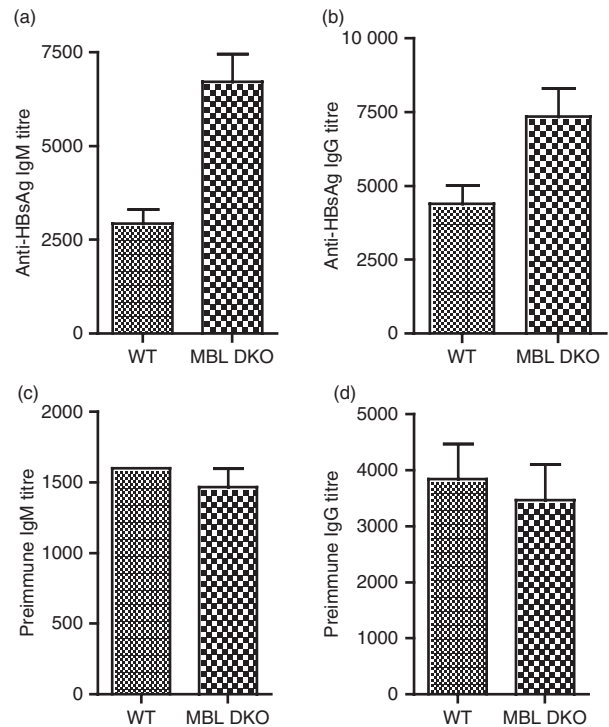 (a)
Anti-HBsAg IgM titre
7500
5000
2500
0
WT
MBL DKO
(b)
Anti-HBsAg IgG titre
10 000
7500
5000
2500
0
WT
MBL DKO
(c)
Preimmune IgM titre
2000
1500
1000
500
0
WT
MBL DKO
(d)
Preimmune IgG titre
5000
4000
3000
2000
1000
0
WT
MBL DKO